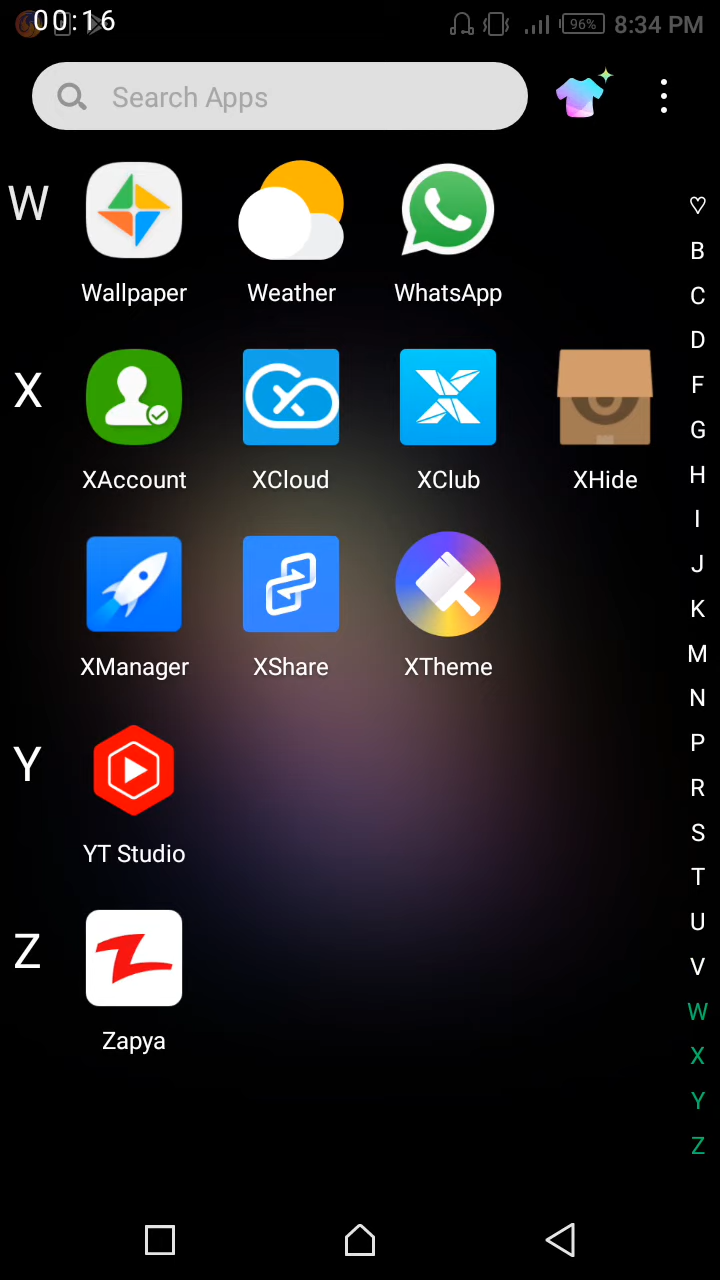 00:16
96% 8:34 PM
Search Apps
W
Wallpaper Weather WhatsApp
X
XAccount XCloud XClub XHide
XManager XShare XTheme
Y
YT Studio
Z
Zapya
B
C
D
F
G
H
I
J
K
M
N
P
R
S
T
U
V
W
X
Y
Z